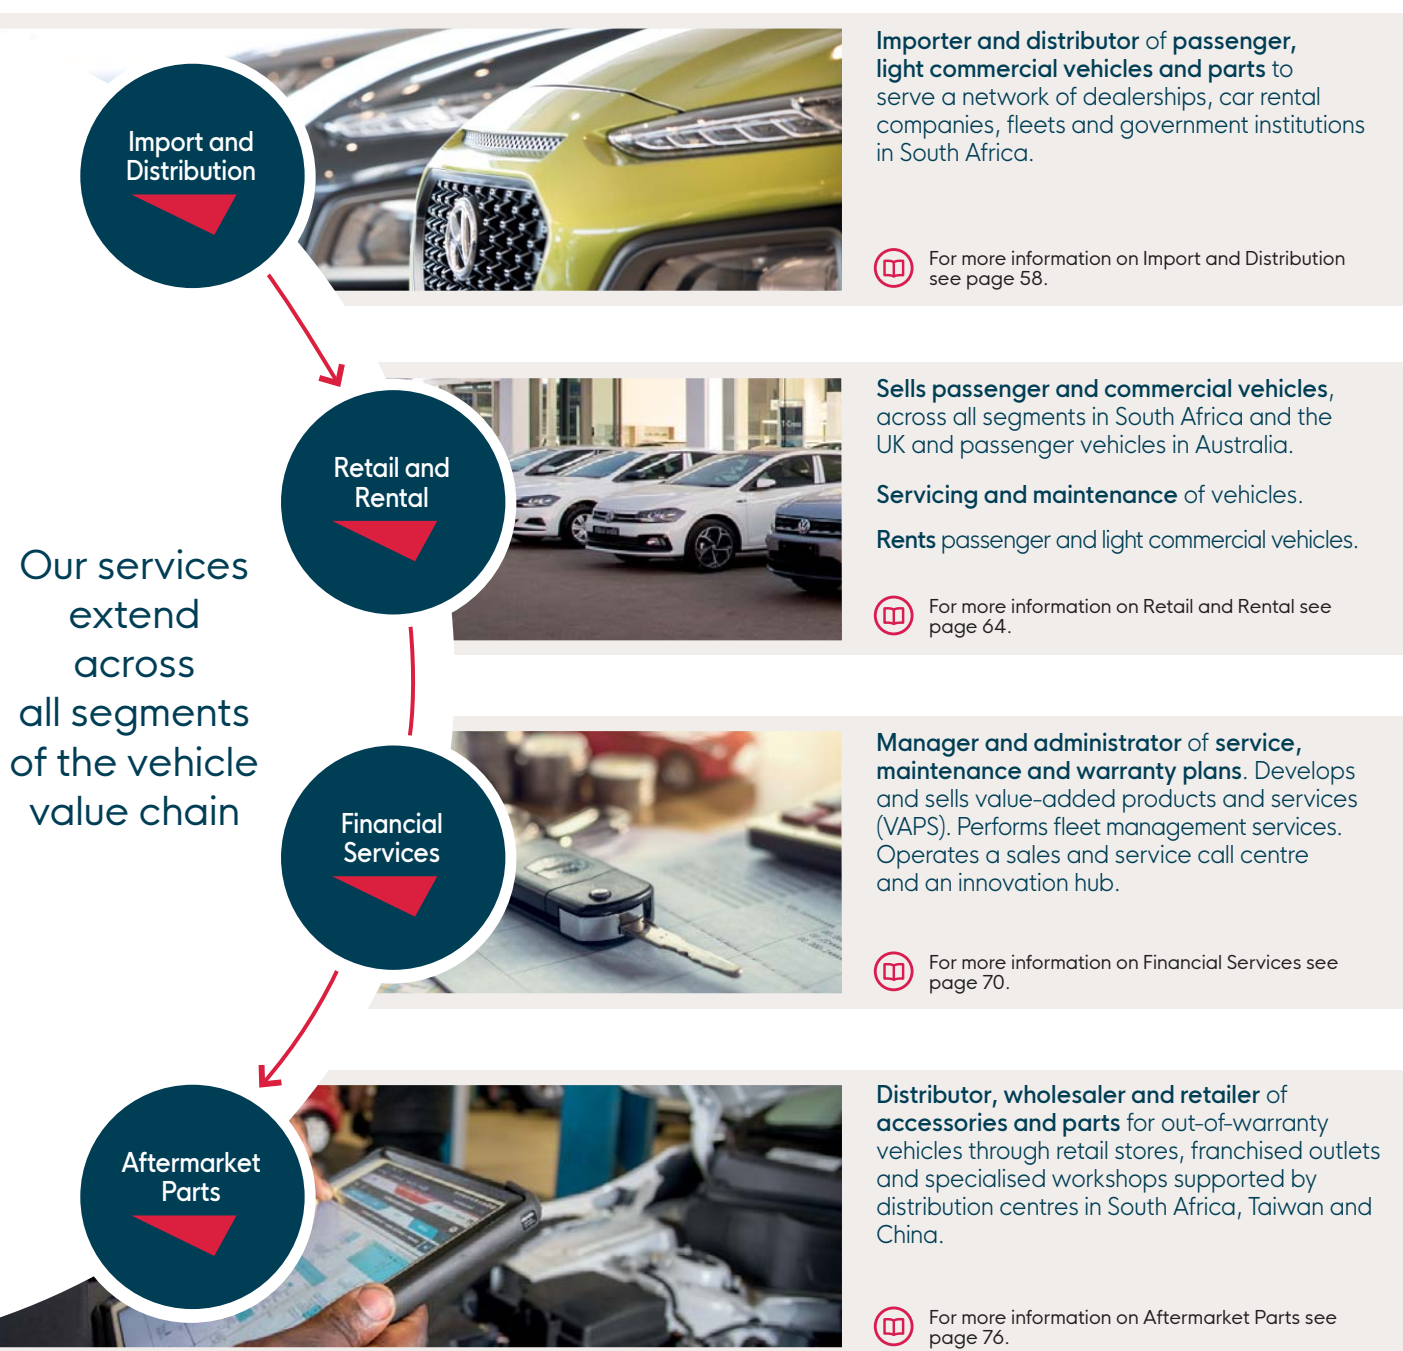 Import and
Distribution
Importer and distributor of passenger,
light commercial vehicles and parts to
serve a network of dealerships, car rental
companies, fleets and government institutions
in South Africa.
For more information on Import and Distribution
see page 58.
Retail and
Rental
Sells passenger and commercial vehicles,
across all segments in South Africa and the
UK and passenger vehicles in Australia.
Servicing and maintenance of vehicles.
Rents passenger and light commercial vehicles.
For more information on Retail and Rental see
page 64.
Our services
extend
across
all segments
of the vehicle
value chain
Financial
Services
Manager and administrator of service,
maintenance and warranty plans. Develops
and sells value-added products and services
(VAPS). Performs fleet management services.
Operates a sales and service call centre
and an innovation hub.
For more information on Financial Services see
page 70.
Aftermarket
Parts
Distributor, wholesaler and retailer of
accessories and parts for out-of-warranty
vehicles through retail stores, franchised outlets
and specialised workshops supported by
distribution centres in South Africa, Taiwan and
China.
For more information on Aftermarket Parts see
page 76.